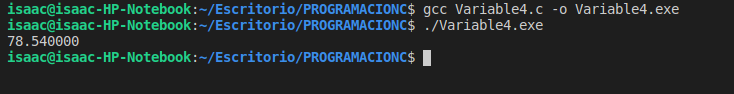 isaac@isaac-HP-Notebook:~/Escritorio/PROGRAMACIONC$ gcc Variable4.c -o Variable4.exe
isaac@isaac-HP-Notebook:~/Escritorio/PROGRAMACIONC$ ./Variable4.exe
78.540000
isaac@isaac-HP-Notebook:~/Escritorio/PROGRAMACIONC$